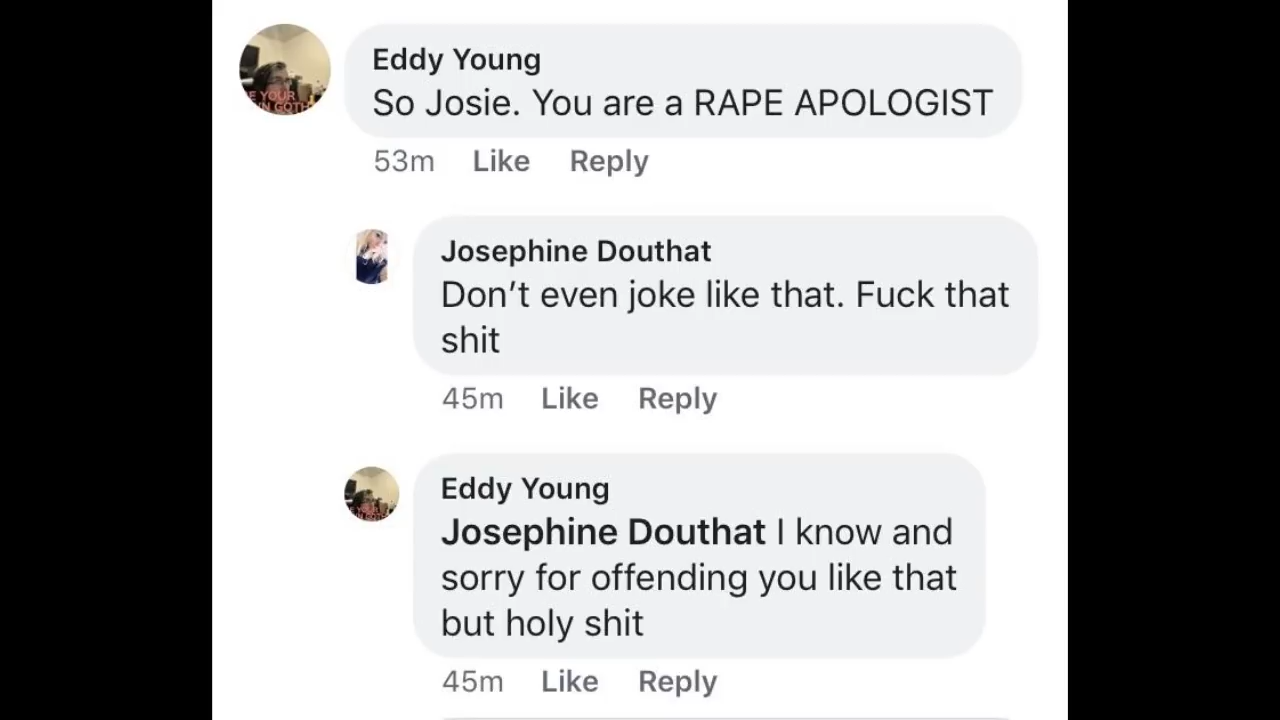 Eddy Young
So Josie. You are a RAPE APOLOGIST
53m Like Reply
Josephine Douthat
Don’t even joke like that. Fuck that
shit
45m Like Reply
Eddy Young
Josephine Douthat I know and
sorry for offending you like that
but holy shit
45m Like Reply